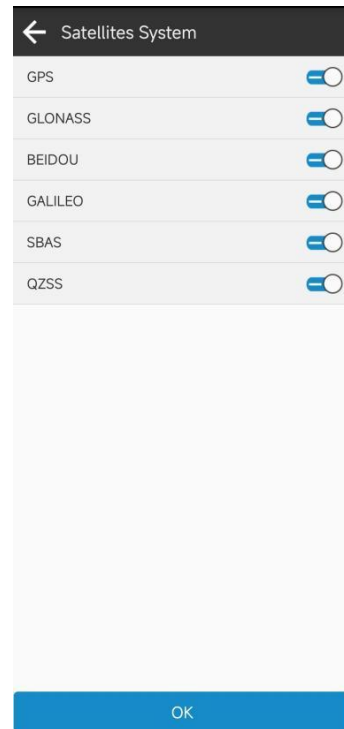 Satellites System
GPS
GLONASS
BEIDOU
GALILEO
SBAS
QZSS
OK